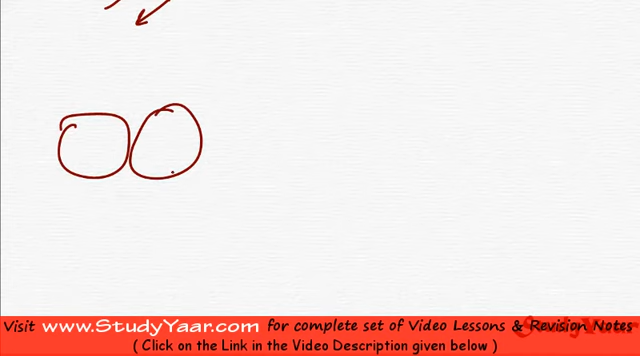 Visit www.StudyYaar.com for complete set of Video Lessons & Revision Notes
( Click on the Link in the Video Description given below )
StudyYaar